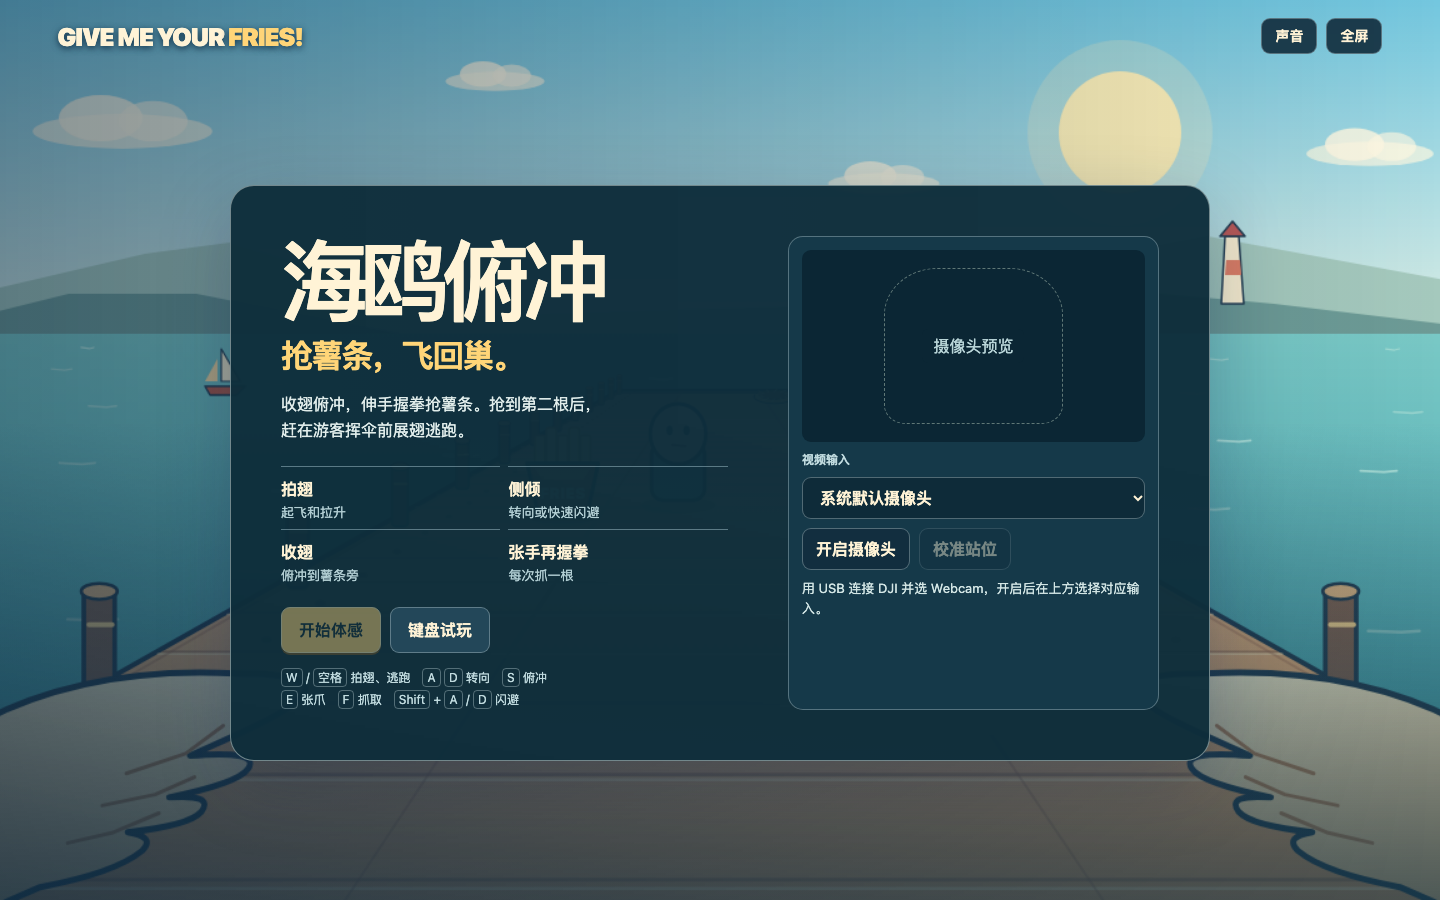 GIVE ME YOUR FRIES!
声音 全屏
海鸥俯冲
抢薯条，飞回巢。
收翅俯冲，伸手握拳抢薯条。抢到第二根后，
赶在游客挥伞前展翅逃跑。
拍翅
起飞和拉升
侧倾
转向或快速闪避
收翅
俯冲到薯条旁
张手再握拳
每次抓一根
开始体感 键盘试玩
W / 空格 拍翅、逃跑 A D 转向 S 俯冲
E 张爪 F 抓取 Shift + A / D 闪避
摄像头预览
视频输入
系统默认摄像头
开启摄像头 校准站位
用 USB 连接 DJI 并选 Webcam，开启后在上方选择对应输
入。